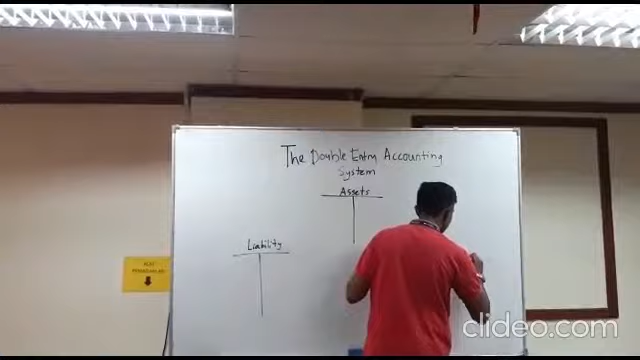 The Double Entry Accounting
System
Assets
Liability
clideo.com